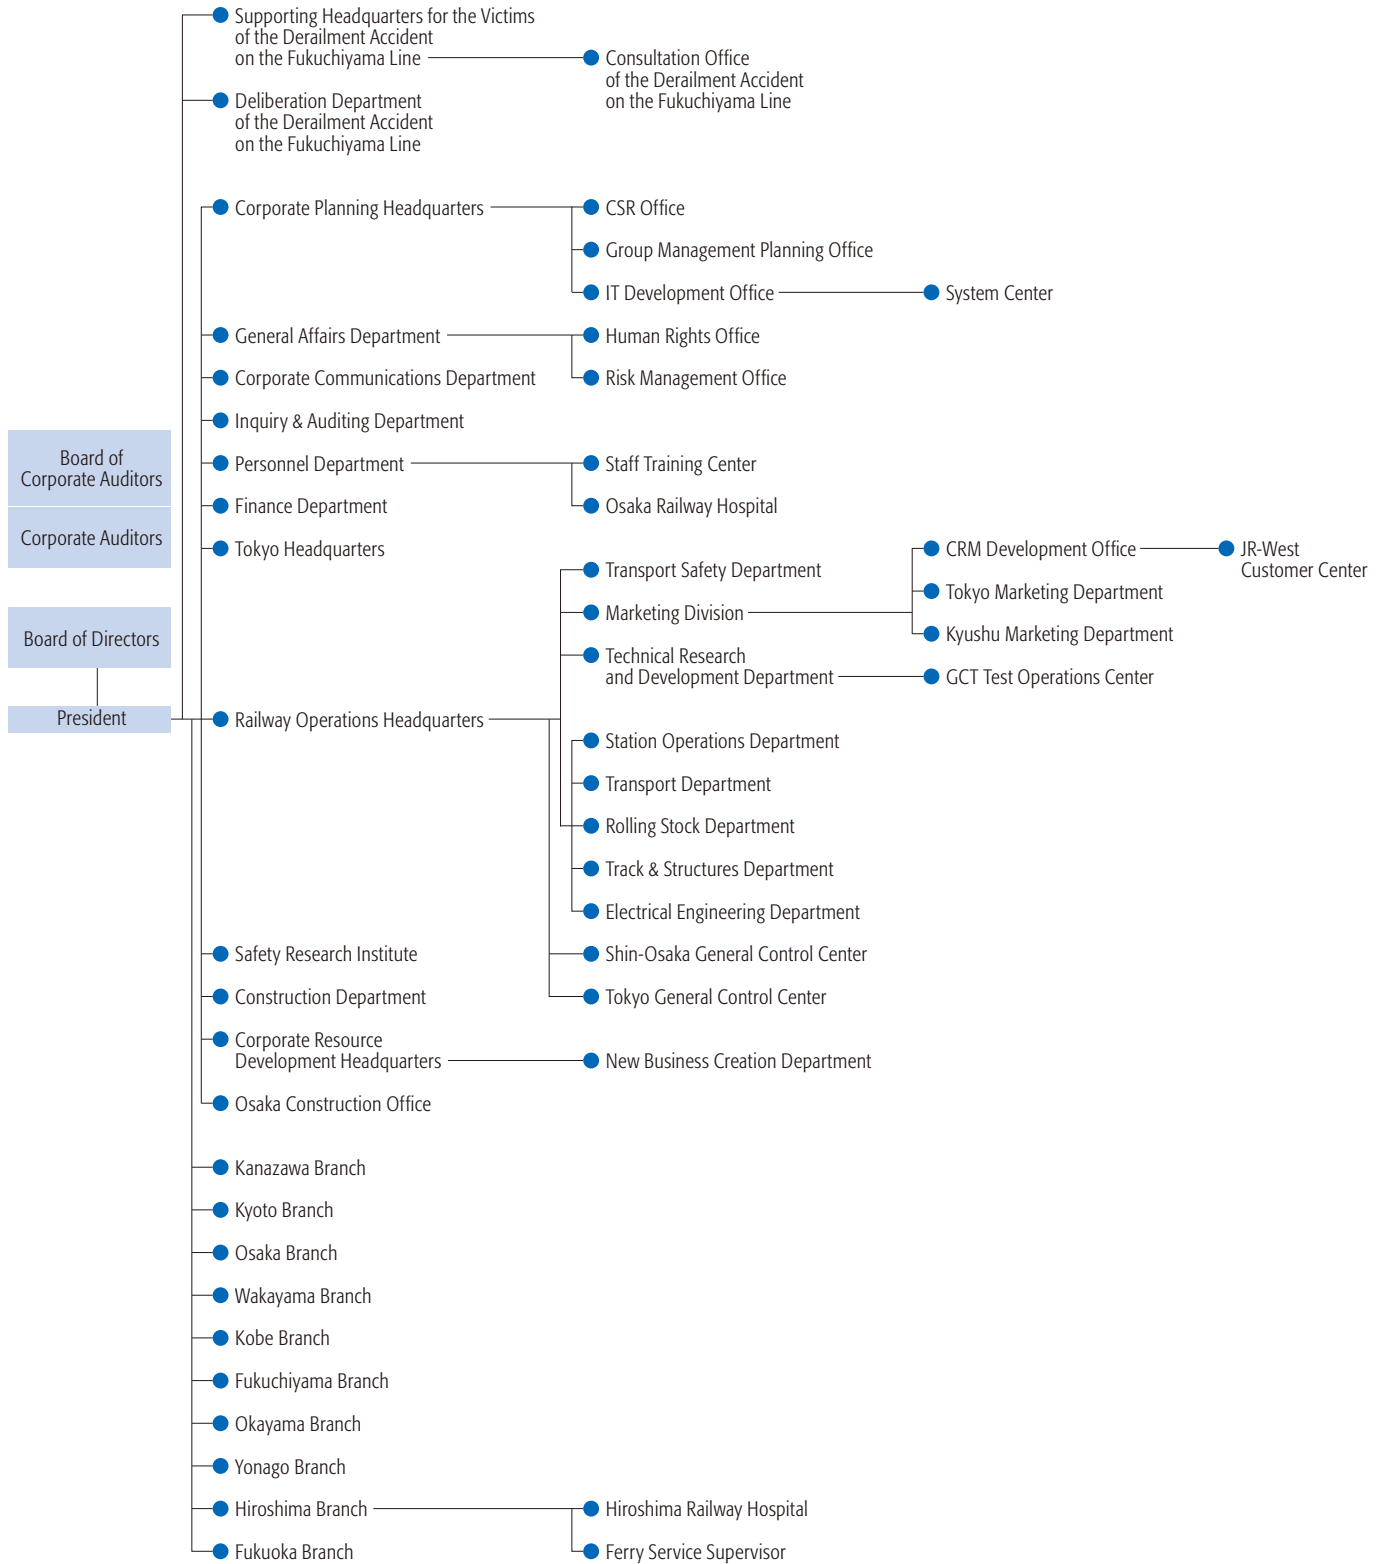 Supporting Headquarters for the Victims
of the Derailment Accident
on the Fukuchiyama Line
Consultation Office
of the Derailment Accident
on the Fukuchiyama Line
Deliberation Department
of the Derailment Accident
on the Fukuchiyama Line
Corporate Planning Headquarters
CSR Office
Group Management Planning Office
IT Development Office
System Center
General Affairs Department
Human Rights Office
Corporate Communications Department
Risk Management Office
Inquiry & Auditing Department
Board of
Corporate Auditors
Personnel Department
Staff Training Center
Finance Department
Osaka Railway Hospital
Corporate Auditors
Tokyo Headquarters
CRM Development Office
JR-West
Customer Center
Transport Safety Department
Tokyo Marketing Department
Marketing Division
Kyushu Marketing Department
Board of Directors
Technical Research
and Development Department
GCT Test Operations Center
President
Railway Operations Headquarters
Station Operations Department
Transport Department
Rolling Stock Department
Track & Structures Department
Electrical Engineering Department
Safety Research Institute
Shin-Osaka General Control Center
Construction Department
Tokyo General Control Center
Corporate Resource
Development Headquarters
New Business Creation Department
Osaka Construction Office
Kanazawa Branch
Kyoto Branch
Osaka Branch
Wakayama Branch
Kobe Branch
Fukuchiyama Branch
Okayama Branch
Yonago Branch
Hiroshima Branch
Hiroshima Railway Hospital
Fukuoka Branch
Ferry Service Supervisor